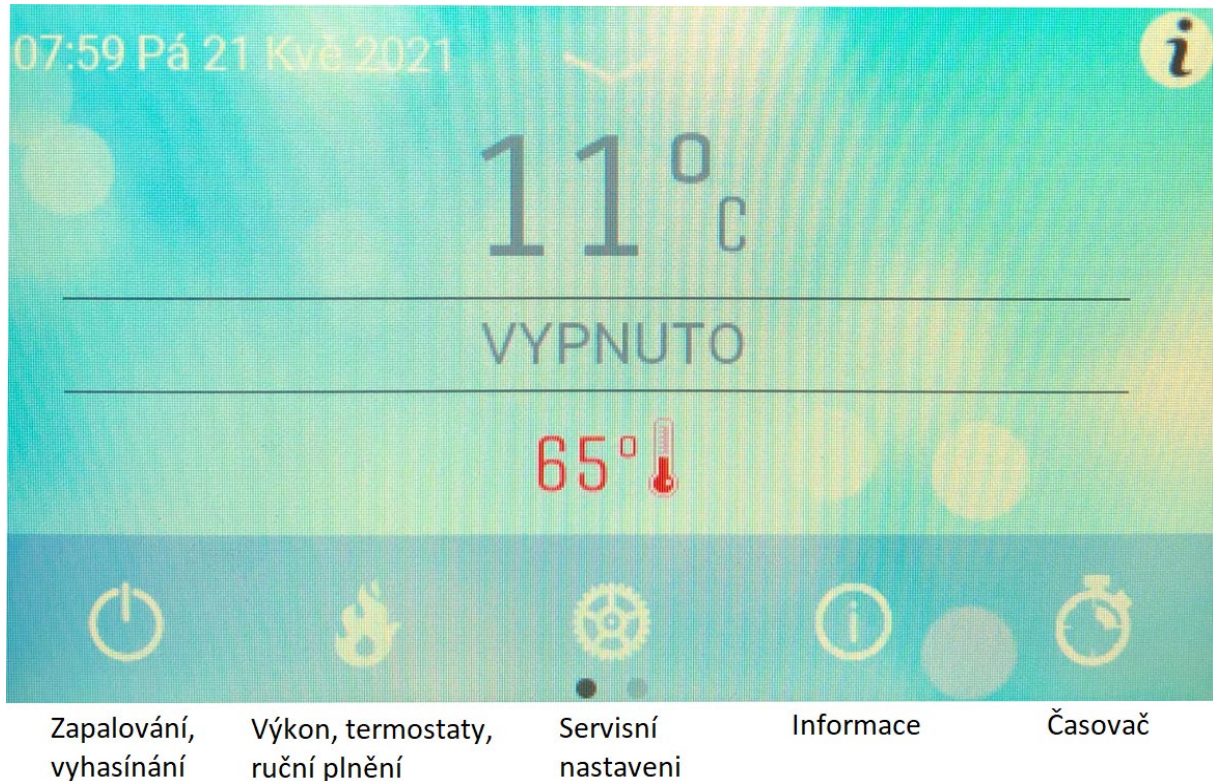 07:59 Pá 21 Kvě 2021
i
11°C
VYPNUTO
65°
i
Zapalování,
vyhasínání
Výkon, termostaty,
ruční plnění
Servisní
nastaveni
Informace
Časovač